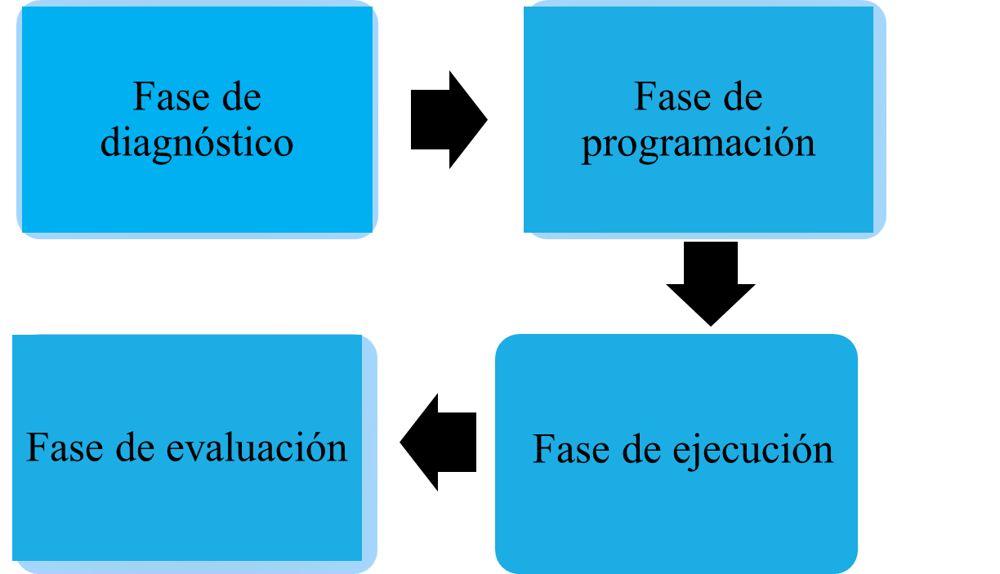 Fase de
diagnóstico
Fase de
programación
Fase de ejecución
Fase de evaluación